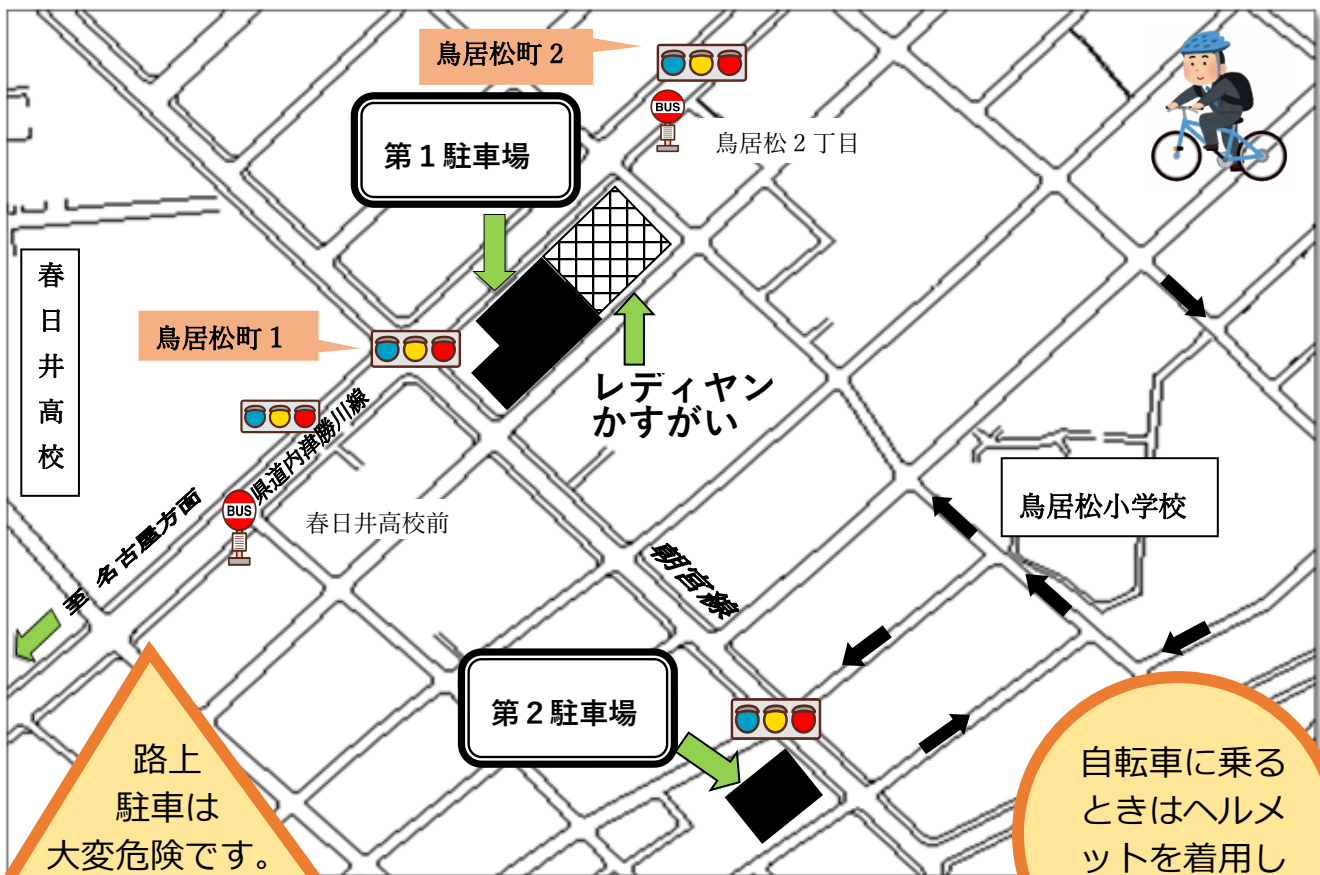 鳥居松町２
BUS
第１駐車場
鳥居松２丁目
春日井高校
鳥居松町１
レディヤン
かすがい
県道内津勝川線
BUS
鳥居松小学校
春日井高校前
至 名古屋方面
朝宮線
第２駐車場
路上
駐車は
大変危険です。
自転車に乗る
ときはヘルメ
ットを着用し